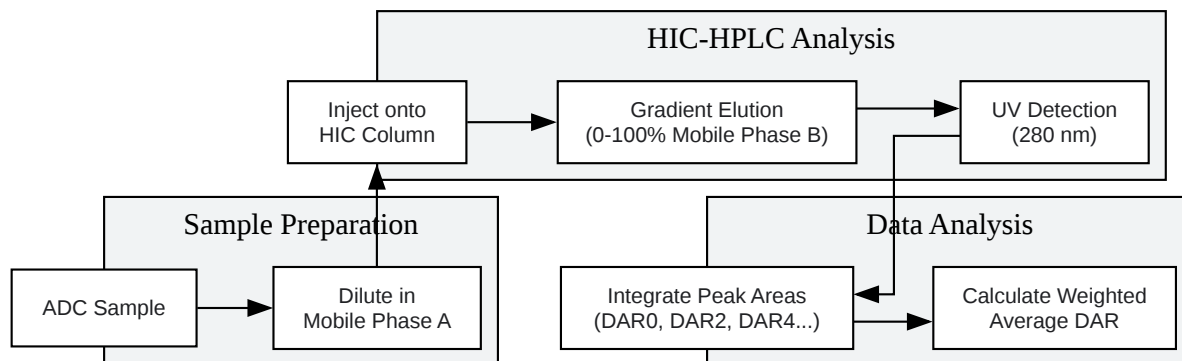 HIC-HPLC Analysis
Inject onto
HIC Column
Gradient Elution
(0-100% Mobile Phase B)
UV Detection
(280 nm)
Sample Preparation
ADC Sample
Dilute in
Mobile Phase A
Data Analysis
Integrate Peak Areas
(DAR0, DAR2, DAR4...)
Calculate Weighted
Average DAR